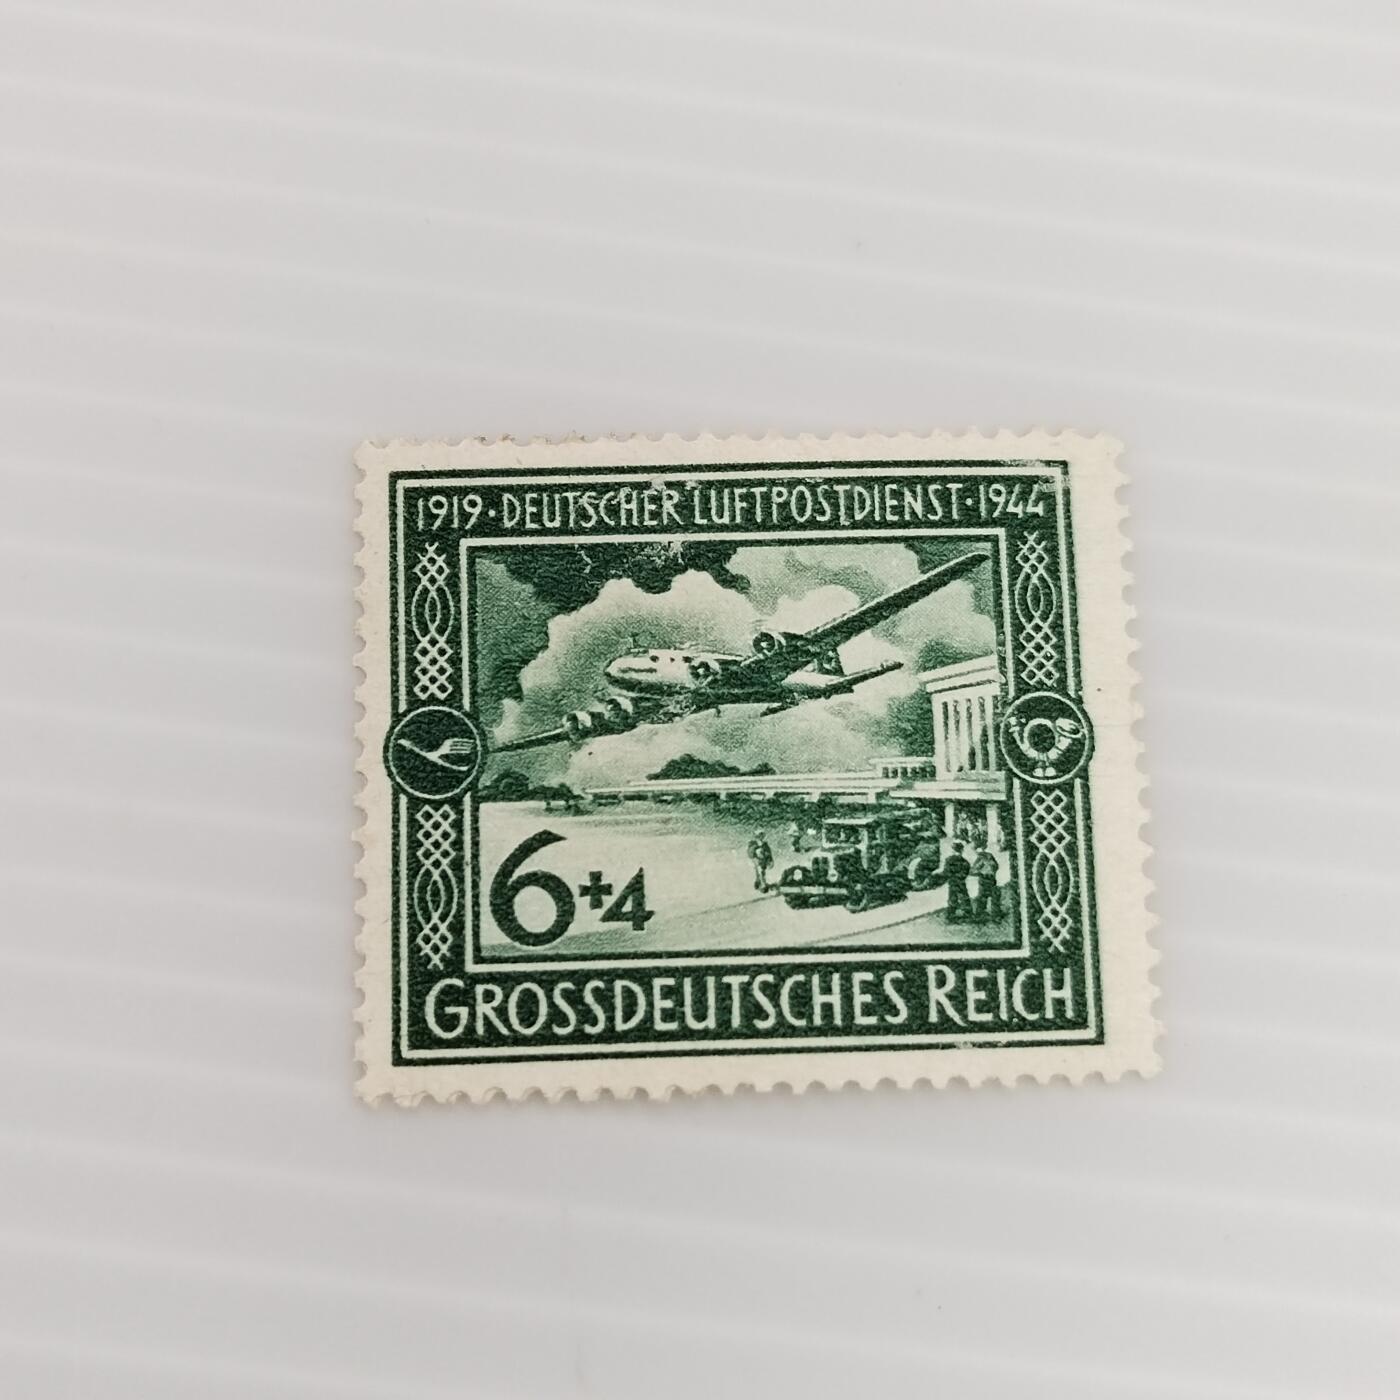 1919·DEUTSCHER LUFTPOSTDIENST·1944
6+4
GROSSDEUTSCHES REICH